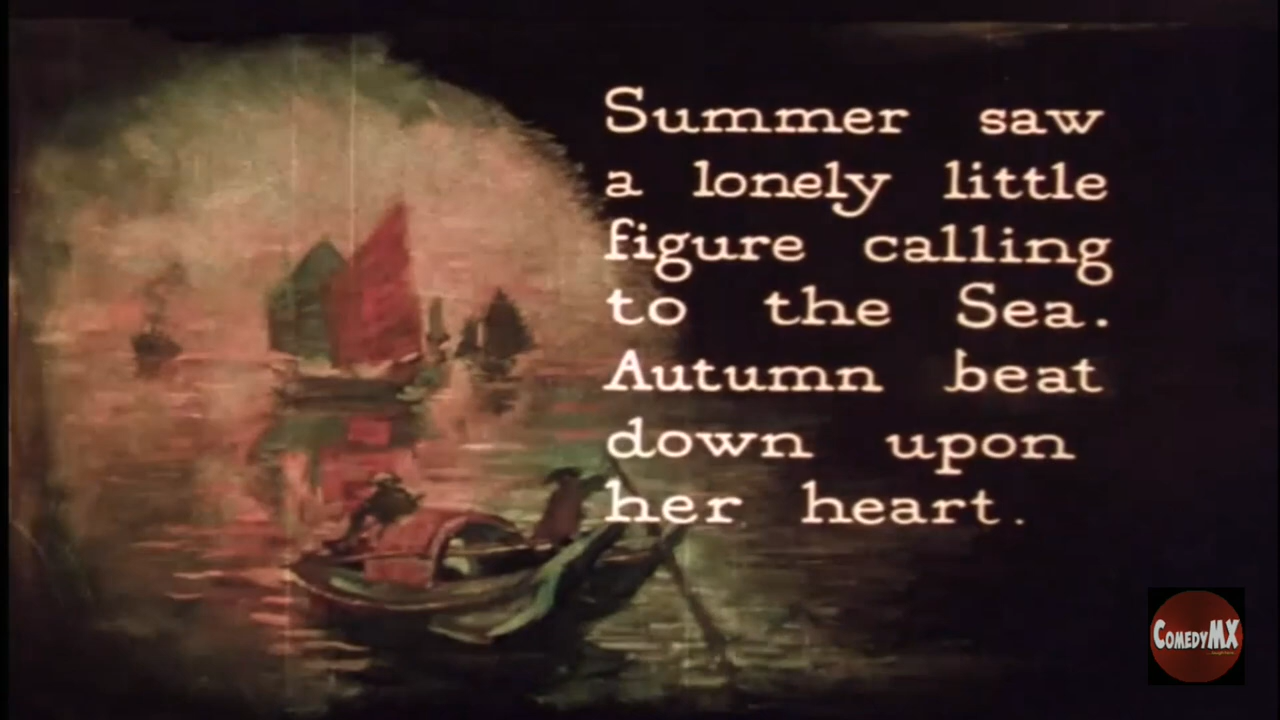 Summer saw
a lonely little
figure calling
to the Sea.
Autumn beat
down upon
her heart.
COMEDYMX